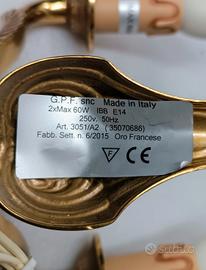 G.P.F. snc Made in Italy
2xMax 60W IBB E14
250v. 50Hz
Art. 3051/A2 (35070686)
Fabb. Sett. n. 6/2015 Oro Francese
F
CE
subito